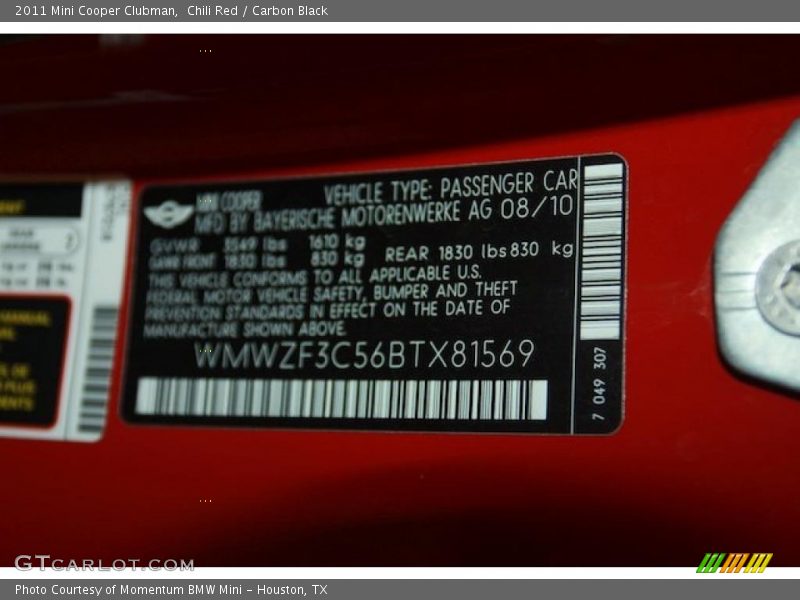 2011 Mini Cooper Clubman, Chili Red / Carbon Black
MINI COOPER VEHICLE TYPE: PASSENGER CAR
MFD BY BAYERISCHE MOTORENWERKE AG 08/10
GVWR 3549 lbs 1610 kg
GAWR FRONT 1830 lbs 830 kg REAR 1830 lbs 830 kg
THIS VEHICLE CONFORMS TO ALL APPLICABLE U.S.
FEDERAL MOTOR VEHICLE SAFETY, BUMPER AND THEFT
PREVENTION STANDARDS IN EFFECT ON THE DATE OF
MANUFACTURE SHOWN ABOVE.
WMWZF3C56BTX81569
7 049 307
MANUAL
PLUS
GTCARLOT.COM
Photo Courtesy of Momentum BMW Mini - Houston, TX